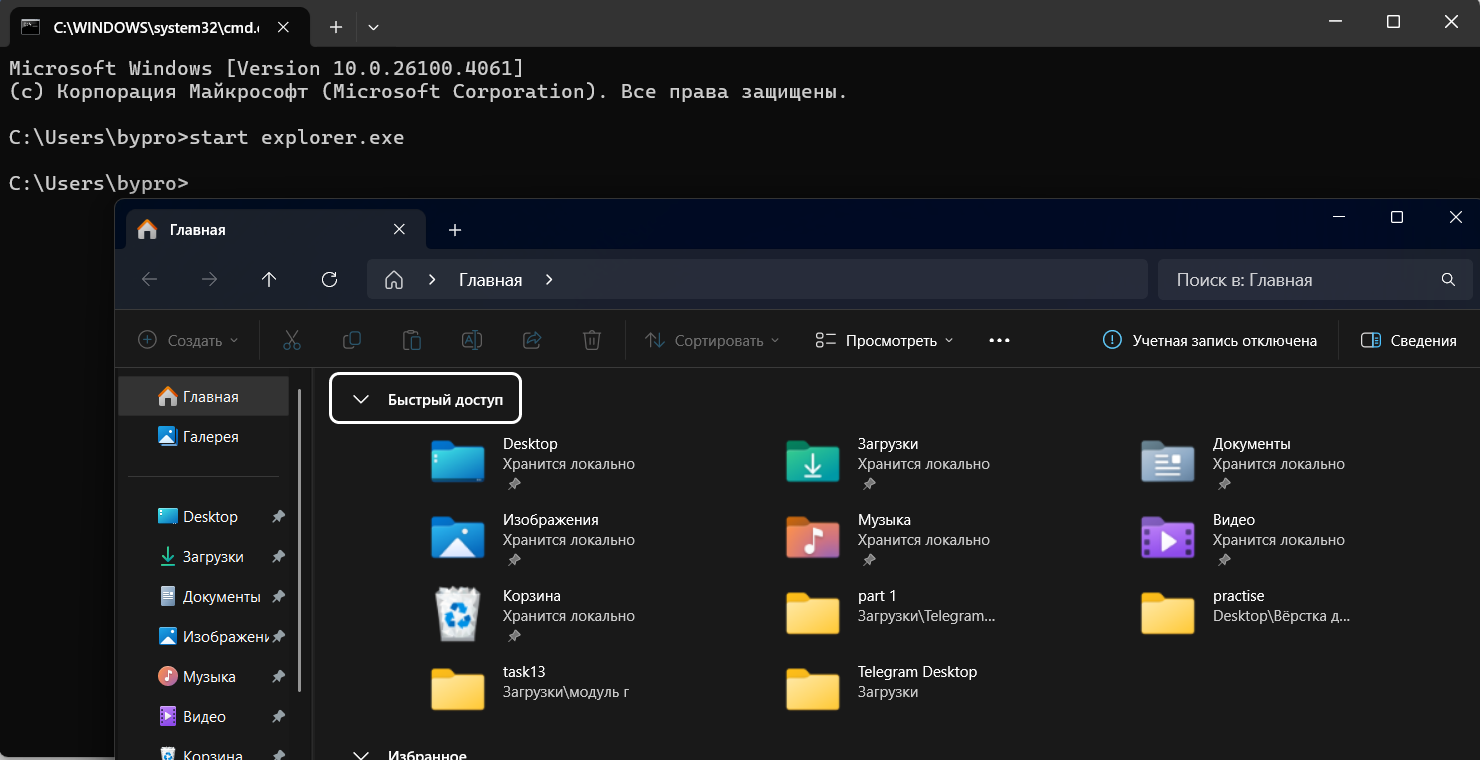 C:\WINDOWS\system32\cmd.e
Microsoft Windows [Version 10.0.26100.4061]
(c) Корпорация Майкрософт (Microsoft Corporation). Все права защищены.
C:\Users\bypro>start explorer.exe
C:\Users\bypro>
Главная
Главная
Поиск в: Главная
Создать
Сортировать
Просмотреть
Учетная запись отключена
Сведения
Главная
Галерея
Desktop
Загрузки
Документы
Изображени
Музыка
Видео
Корзина
Быстрый доступ
Desktop
Хранится локально
Загрузки
Хранится локально
Документы
Хранится локально
Изображения
Хранится локально
Музыка
Хранится локально
Видео
Хранится локально
Корзина
Хранится локально
part 1
Загрузки\Telegram...
practise
Desktop\Вёрстка д...
task13
Загрузки\модуль г
Telegram Desktop
Загрузки
Избранное